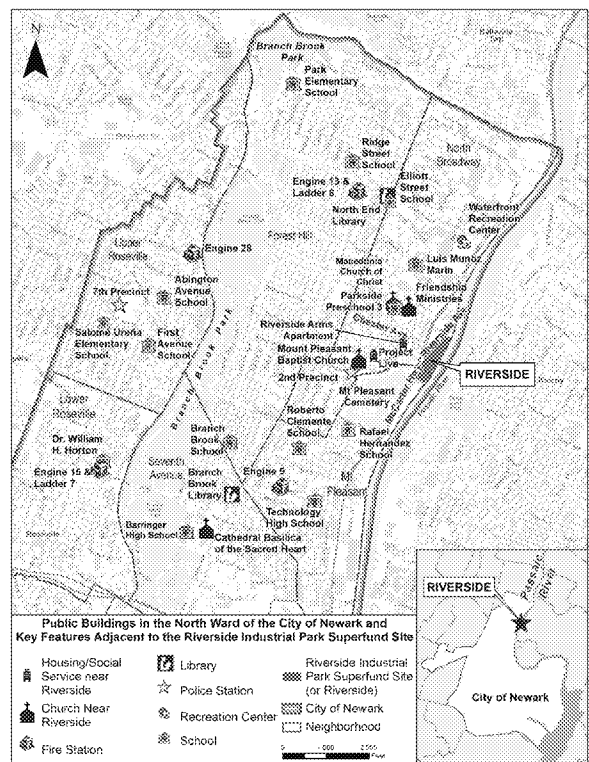 N
Branch Brook
Park
Park
Elementary
School
Ridge
Street
School
North
Broadway
Engine 13 &
Ladder 6
Elliott
Street
School
North End
Library
Waterfront
Recreation
Center
Upper
Roseville
Engine 28
Forest Hill
Macedonia
Church of
Christ
Luis Munoz
Marin
7th Precinct
Abington
Avenue
School
Parkside
Preschool 3
Friendship
Ministries
Salomé Ureña
Elementary
School
First
Avenue
School
Branch Brook Park
Riverside Arms
Apartment
Chester Av
Mount Pleasant
Baptist Church
Project
Live
RIVERSIDE
2nd Precinct
Mt Pleasant
Cemetery
Lower
Roseville
Dr. William
H. Horton
Branch
Brook
School
Roberto
Clemente
School
Rafael
Hernandez
School
Engine 15 &
Ladder 7
Seventh
Avenue
Branch
Brook
Library
Engine 9
Mt
Pleasant
Technology
High School
Barringer
High School
Cathedral Basilica
of the Sacred Heart
RIVERSIDE
Passaic
River
City of Newark
Public Buildings in the North Ward of the City of Newark and
Key Features Adjacent to the Riverside Industrial Park Superfund Site
Housing/Social
Service near
Riverside
Church Near
Riverside
Fire Station
Library
Police Station
Recreation Center
School
Riverside Industrial
Park Superfund Site
(or Riverside)
City of Newark
Neighborhood
0
Feet